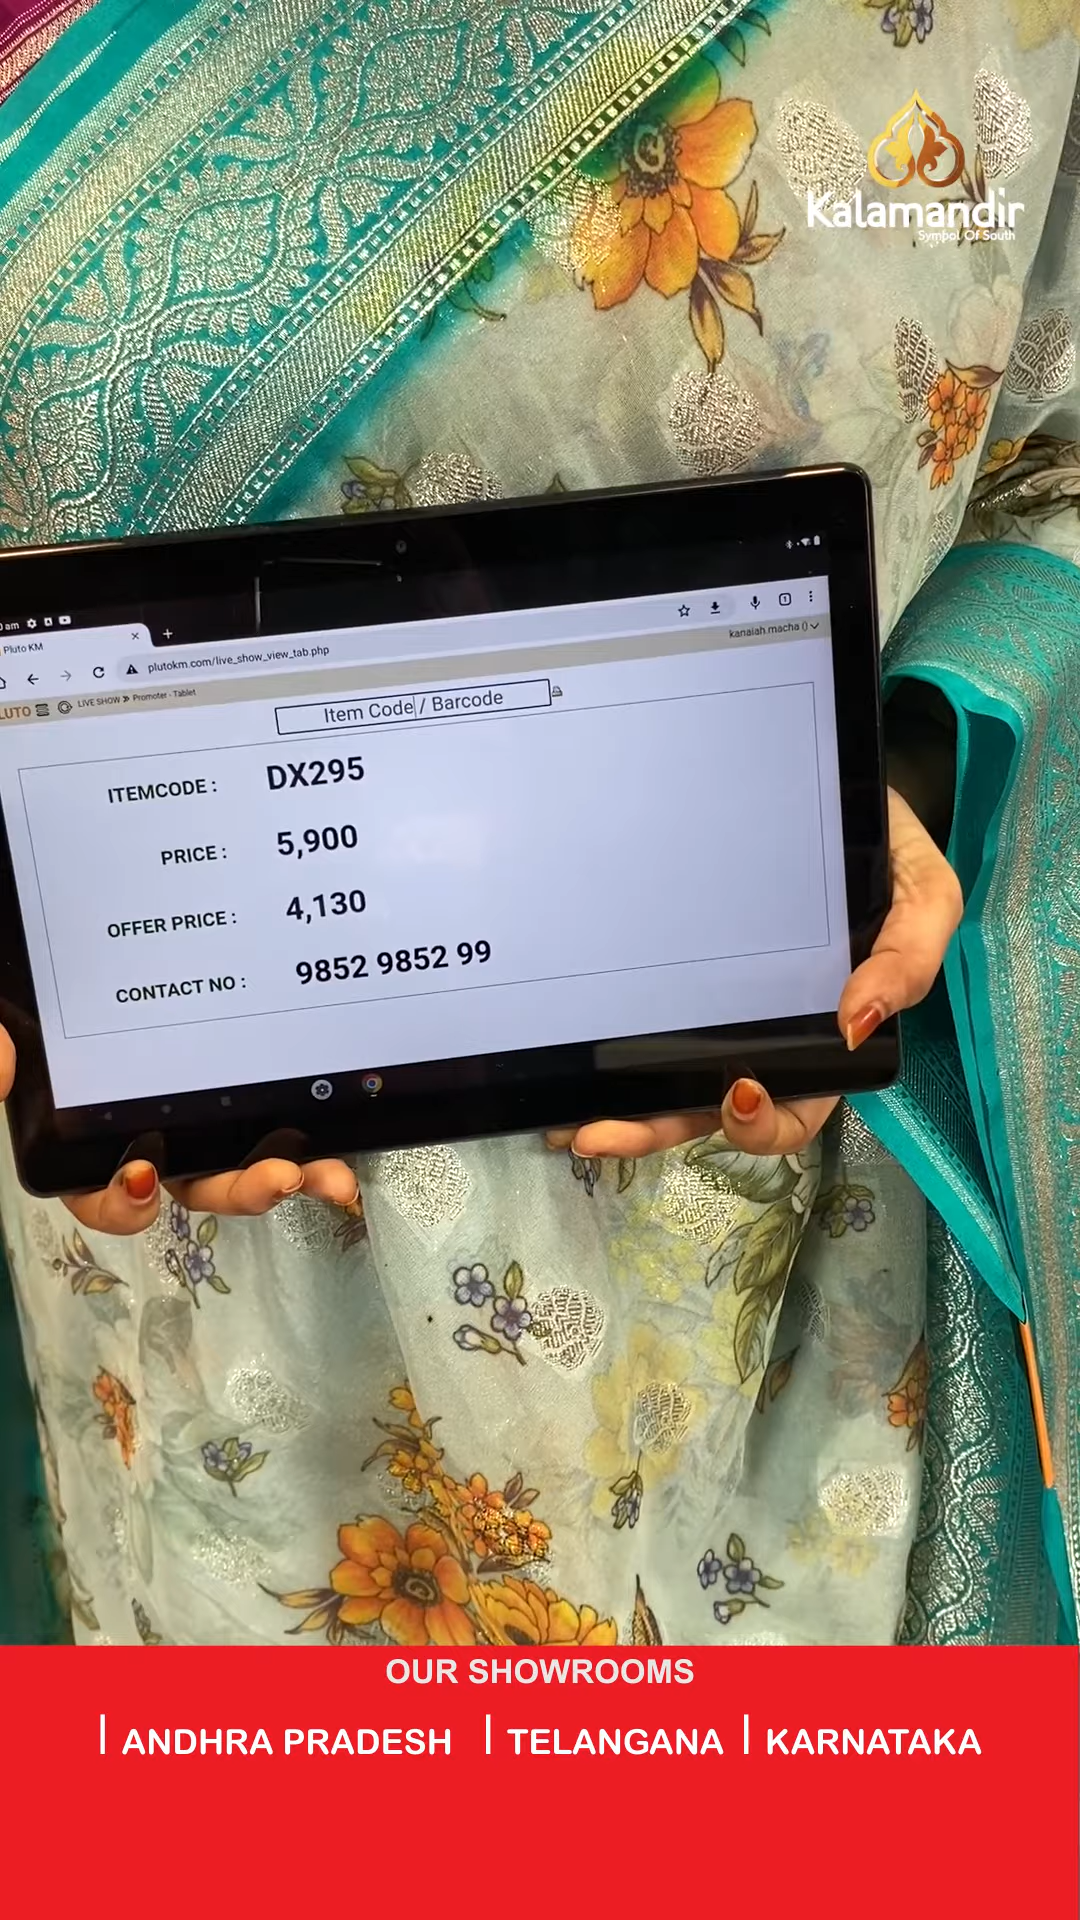 Kalamandir
Symbol Of South
am
Pluto KM
plutokm.com/live_show_view_tab.php
kanaiah.macha ()
LUTO
LIVE SHOW » Promoter - Tablet
Item Code / Barcode
ITEMCODE : DX295
PRICE : 5,900
OFFER PRICE : 4,130
CONTACT NO : 9852 9852 99
OUR SHOWROOMS
| ANDHRA PRADESH | TELANGANA | KARNATAKA